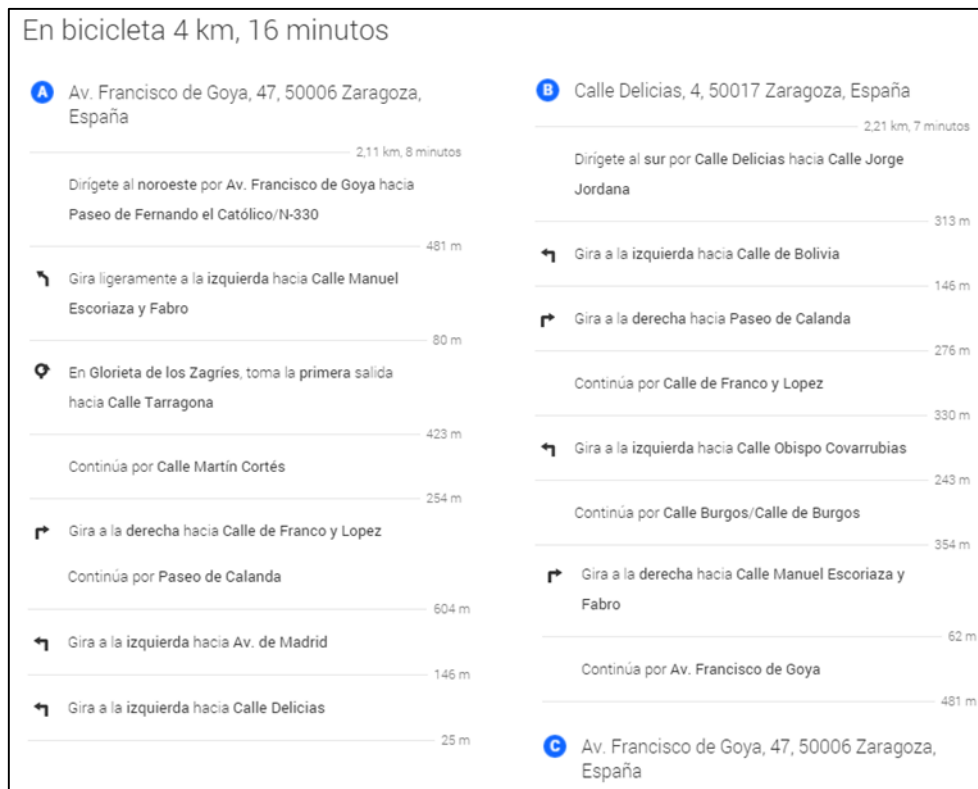 En bicicleta 4 km, 16 minutos
A Av. Francisco de Goya, 47, 50006 Zaragoza,
España
2,11 km, 8 minutos
Dirígete al noroeste por Av. Francisco de Goya hacia
Paseo de Fernando el Católico/N-330
481 m
Gira ligeramente a la izquierda hacia Calle Manuel
Escoriaza y Fabro
80 m
En Glorieta de los Zagríes, toma la primera salida
hacia Calle Tarragona
423 m
Continúa por Calle Martín Cortés
254 m
Gira a la derecha hacia Calle de Franco y Lopez
Continúa por Paseo de Calanda
604 m
Gira a la izquierda hacia Av. de Madrid
146 m
Gira a la izquierda hacia Calle Delicias
25 m
B Calle Delicias, 4, 50017 Zaragoza, España
2,21 km, 7 minutos
Dirígete al sur por Calle Delicias hacia Calle Jorge
Jordana
313 m
Gira a la izquierda hacia Calle de Bolivia
146 m
Gira a la derecha hacia Paseo de Calanda
276 m
Continúa por Calle de Franco y Lopez
330 m
Gira a la izquierda hacia Calle Obispo Covarrubias
243 m
Continúa por Calle Burgos/Calle de Burgos
354 m
Gira a la derecha hacia Calle Manuel Escoriaza y
Fabro
62 m
Continúa por Av. Francisco de Goya
481 m
C Av. Francisco de Goya, 47, 50006 Zaragoza,
España